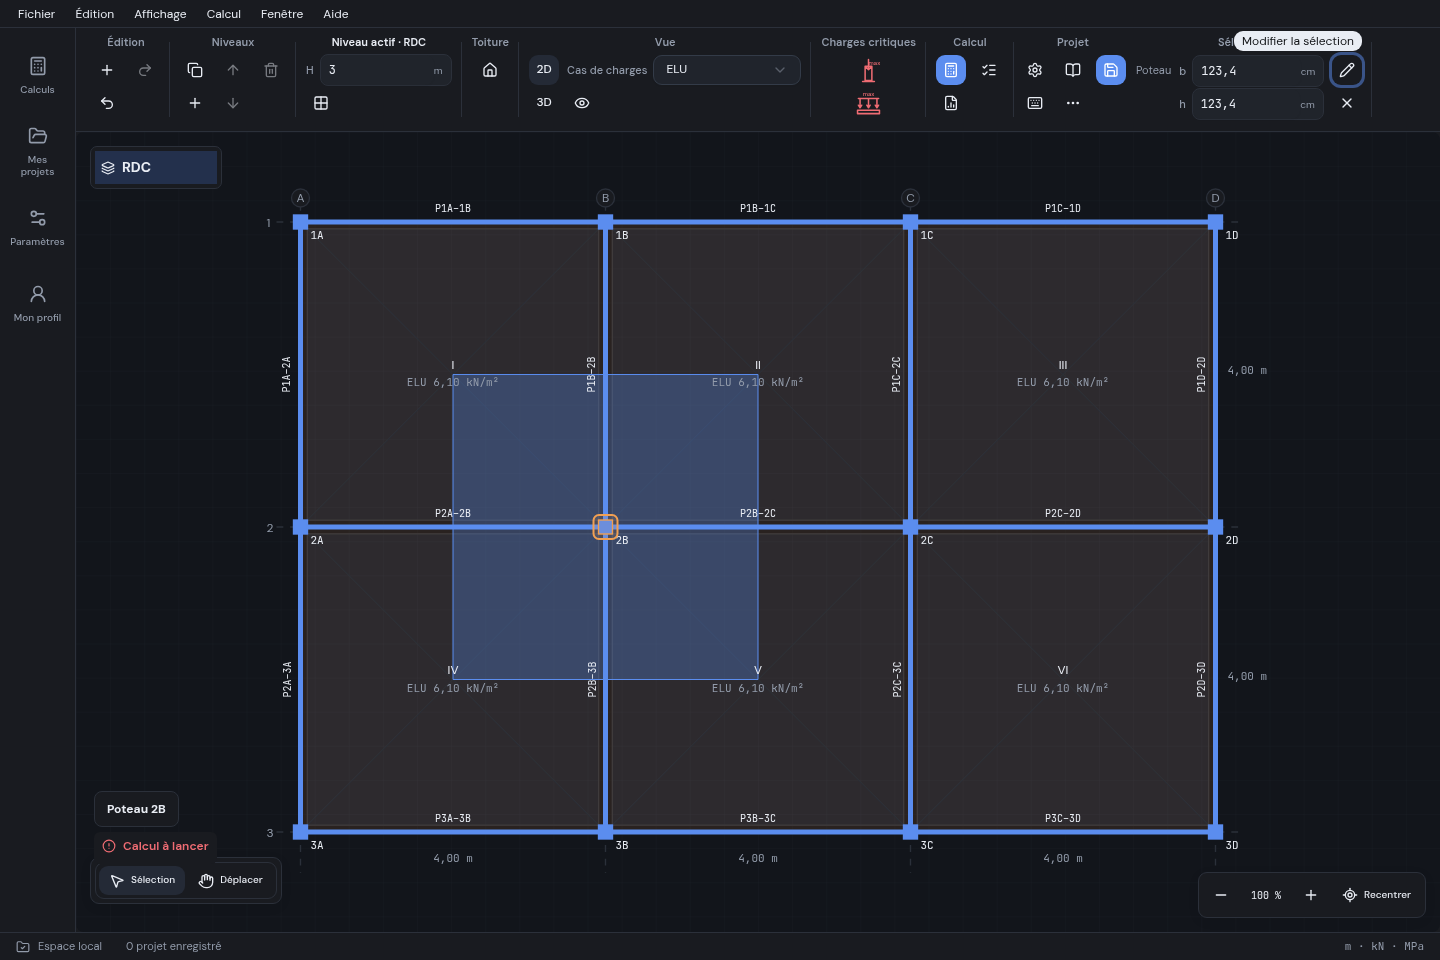 Fichier Édition Affichage Calcul Fenêtre Aide
Édition Niveaux Niveau actif · RDC Toiture Vue Charges critiques Calcul Projet
Modifier la sélection
H 3 m
2D Cas de charges ELU
3D
max
max
Poteau b 123,4 cm
h 123,4 cm
Calculs
Mes projets
Paramètres
Mon profil
RDC
A B C D
P1A-1B P1B-1C P1C-1D
1
1A 1B 1C 1D
P1A-2A P1B-2B P1C-2C P1D-2D
I II III
ELU 6,10 kN/m² ELU 6,10 kN/m² ELU 6,10 kN/m²
4,00 m
P2A-2B P2B-2C P2C-2D
2
2A 2B 2C 2D
P2A-3A P2B-3B P2C-3C P2D-3D
IV V VI
ELU 6,10 kN/m² ELU 6,10 kN/m² ELU 6,10 kN/m²
4,00 m
P3A-3B P3B-3C P3C-3D
3
3A 3B 3C 3D
4,00 m 4,00 m 4,00 m
Poteau 2B
Calcul à lancer
Sélection Déplacer
100 % Recentrer
Espace local 0 projet enregistré
m · kN · MPa